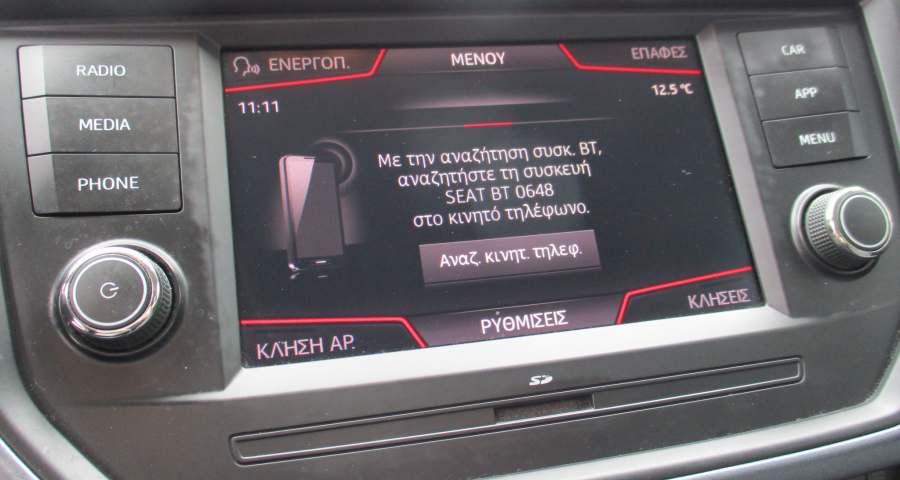 RADIO
MEDIA
PHONE
ΕΝΕΡΓΟΠ.
ΜΕΝΟΥ
ΕΠΑΦΕΣ
11:11
12.5 °C
Με την αναζήτηση συσκ. BT,
αναζητήστε τη συσκευή
SEAT BT 0648
στο κινητό τηλέφωνο.
Αναζ. κινητ. τηλεφ.
ΚΛΉΣΗ ΑΡ.
ΡΥΘΜΙΣΕΙΣ
ΚΛΗΣΕΙΣ
CAR
APP
MENU
SD